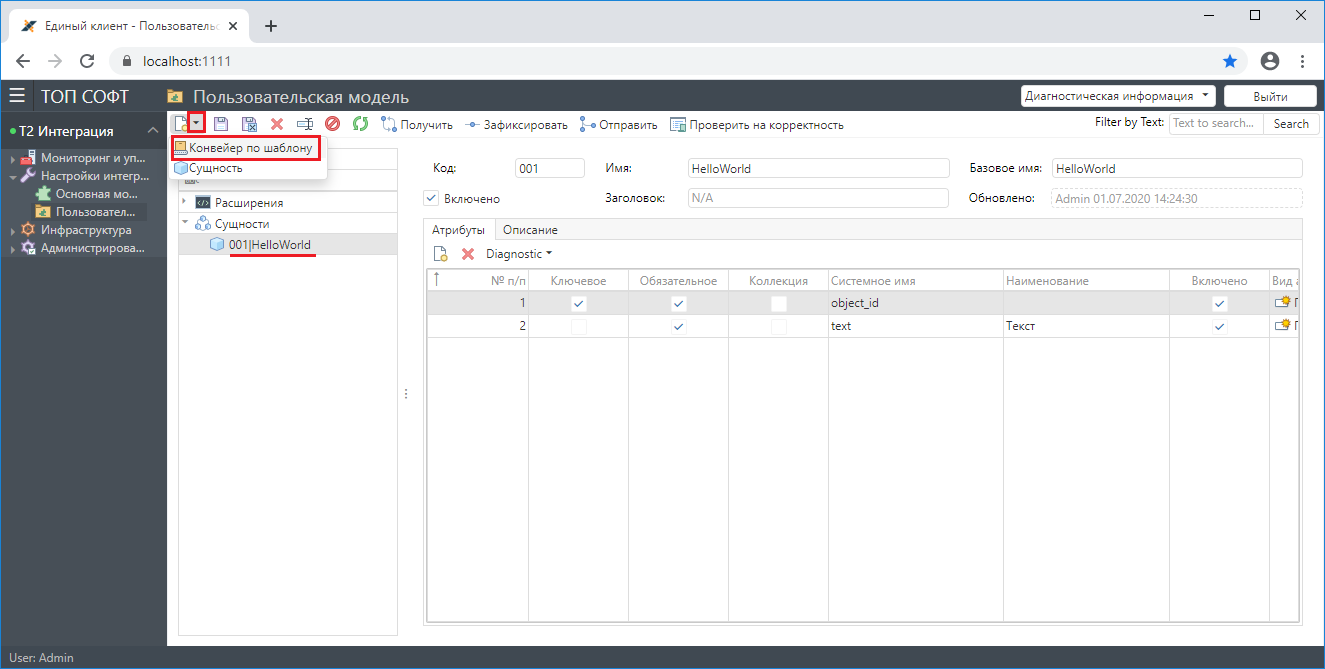 Единый клиент - Пользовательс
localhost:1111
ТОП СОФТ
Пользовательская модель
Диагностическая информация
Выйти
Т2 Интеграция
Получить
Зафиксировать
Отправить
Проверить на корректность
Filter by Text:
Text to search...
Search
Мониторинг и уп...
Настройки интегр...
Основная мо...
Пользовател...
Инфраструктура
Администрирова...
Конвейер по шаблону
Сущность
Расширения
Сущности
001|HelloWorld
Код:
001
Имя:
HelloWorld
Базовое имя:
HelloWorld
Включено
Заголовок:
N/A
Обновлено:
Admin 01.07.2020 14:24:30
Атрибуты
Описание
Diagnostic
№ п/п
Ключевое
Обязательное
Коллекция
Системное имя
Наименование
Включено
Вид
1
object_id
2
text
Текст
User: Admin